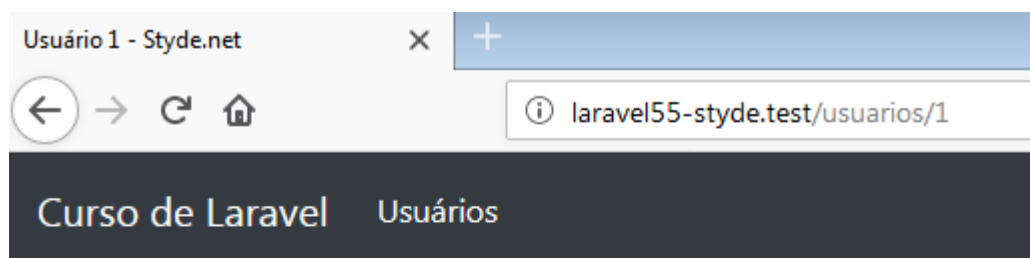 Usuário 1 - Styde.net
laravel55-styde.test/usuarios/1
Curso de Laravel Usuários